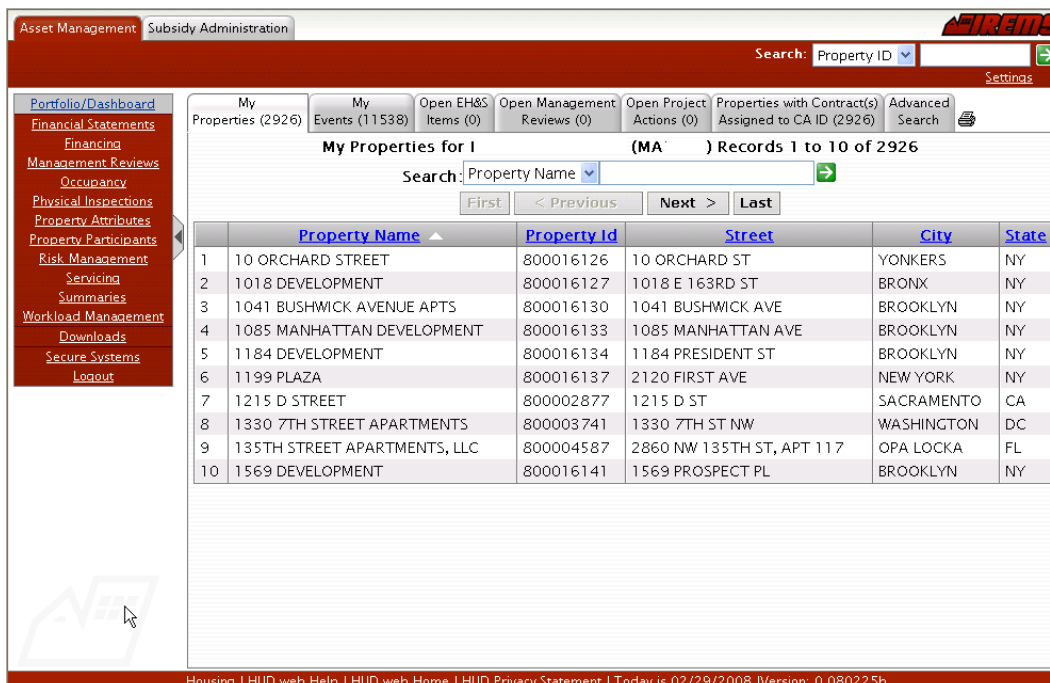 Asset Management Subsidy Administration
iREMS
Search: Property ID
Settings
Portfolio/Dashboard
Financial Statements
Financing
Management Reviews
Occupancy
Physical Inspections
Property Attributes
Property Participants
Risk Management
Servicing
Summaries
Workload Management
Downloads
Secure Systems
Logout
My Properties (2926) My Events (11538) Open EH&S Items (0) Open Management Reviews (0) Open Project Actions (0) Properties with Contract(s) Assigned to CA ID (2926) Advanced Search
My Properties for I (MA ) Records 1 to 10 of 2926
Search: Property Name
First < Previous Next > Last
Property Name Property Id Street City State
1 10 ORCHARD STREET 800016126 10 ORCHARD ST YONKERS NY
2 1018 DEVELOPMENT 800016127 1018 E 163RD ST BRONX NY
3 1041 BUSHWICK AVENUE APTS 800016130 1041 BUSHWICK AVE BROOKLYN NY
4 1085 MANHATTAN DEVELOPMENT 800016133 1085 MANHATTAN AVE BROOKLYN NY
5 1184 DEVELOPMENT 800016134 1184 PRESIDENT ST BROOKLYN NY
6 1199 PLAZA 800016137 2120 FIRST AVE NEW YORK NY
7 1215 D STREET 800002877 1215 D ST SACRAMENTO CA
8 1330 7TH STREET APARTMENTS 800003741 1330 7TH ST NW WASHINGTON DC
9 135TH STREET APARTMENTS, LLC 800004587 2860 NW 135TH ST, APT 117 OPA LOCKA FL
10 1569 DEVELOPMENT 800016141 1569 PROSPECT PL BROOKLYN NY
Housing | HUD web Help | HUD web Home | HUD Privacy Statement | Today is 02/29/2008 |Version: 0.080225h